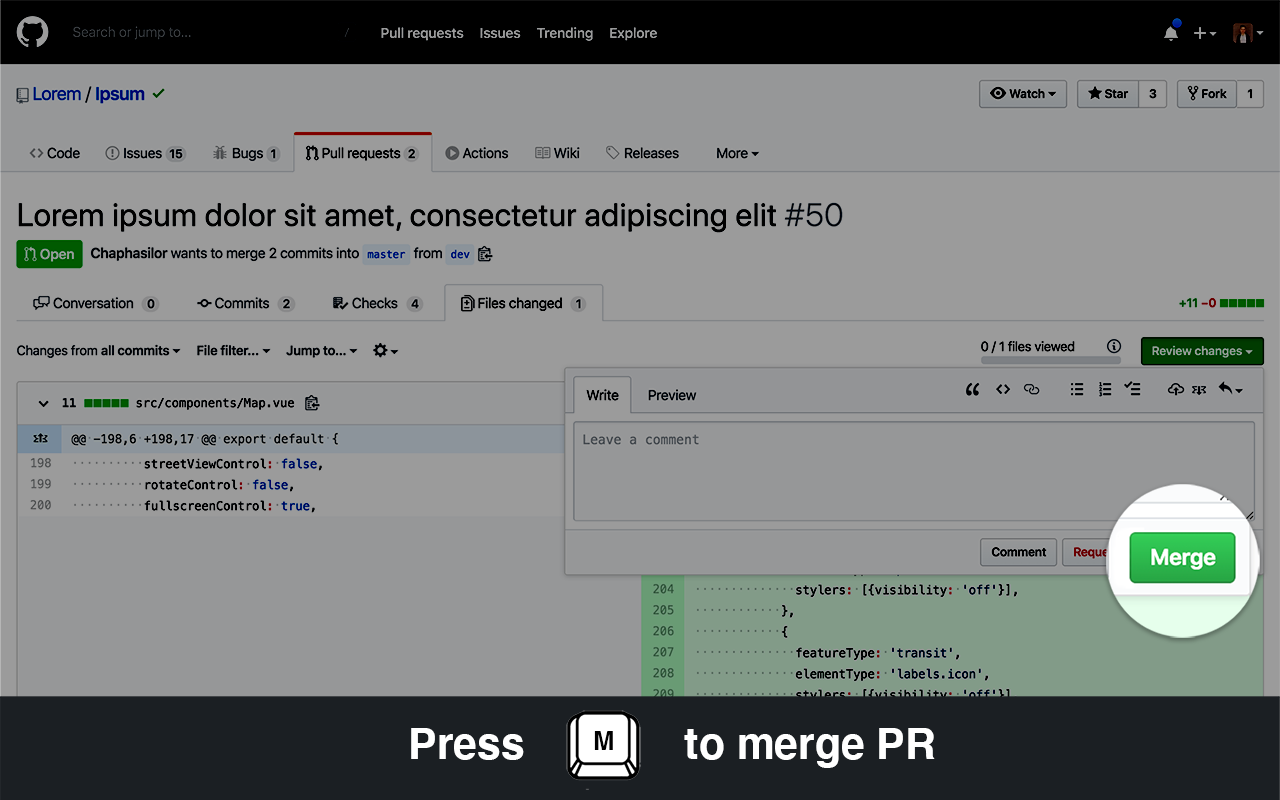 Search or jump to... / Pull requests Issues Trending Explore
Lorem / Ipsum Watch Star 3 Fork 1
Code Issues 15 Bugs 1 Pull requests 2 Actions Wiki Releases More
Lorem ipsum dolor sit amet, consectetur adipiscing elit #50
Open Chaphasilor wants to merge 2 commits into master from dev
Conversation 0 Commits 2 Checks 4 Files changed 1 +11 −0
Changes from all commits File filter... Jump to... 0 / 1 files viewed Review changes
Write Preview
11 src/components/Map.vue
Leave a comment
@@ -198,6 +198,17 @@ export default {
198 streetViewControl: false,
199 rotateControl: false,
200 fullscreenControl: true,
Comment Merge
204 stylers: [{visibility: 'off'}],
205 },
206 {
207 featureType: 'transit',
208 elementType: 'labels.icon',
209 stylers: [{visibility: 'off'}]
Press M to merge PR